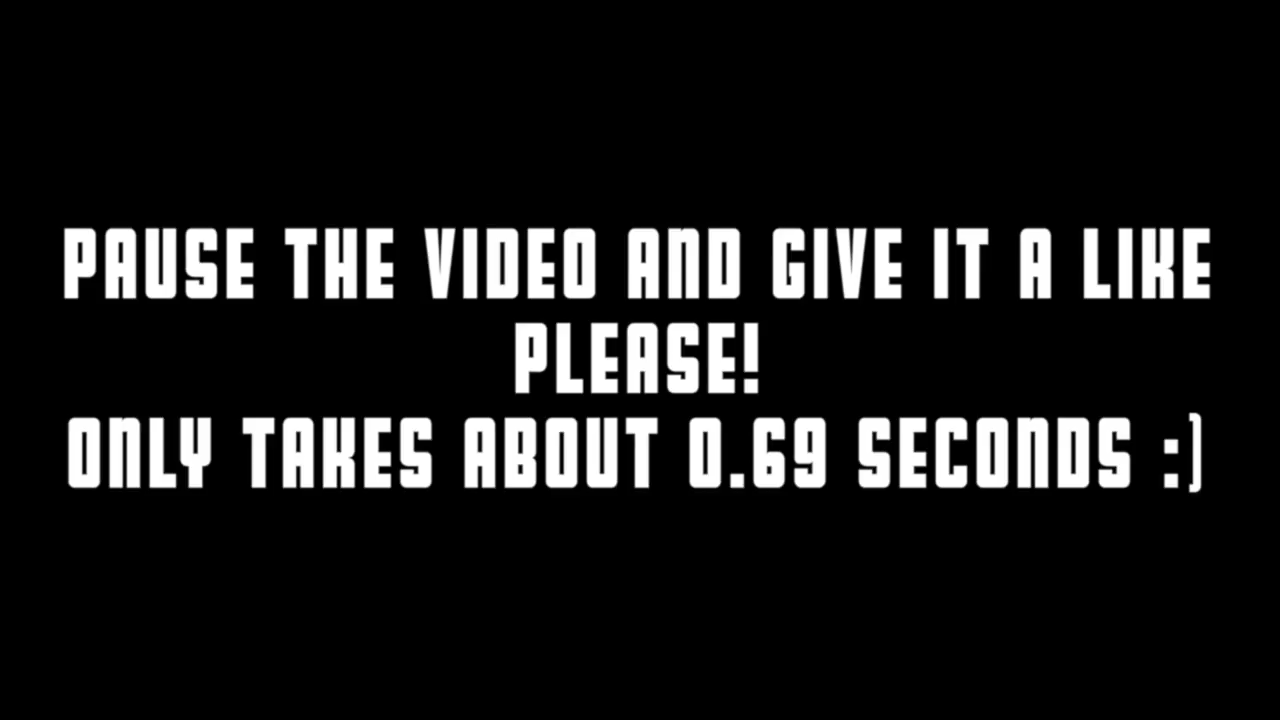 PAUSE THE VIDEO AND GIVE IT A LIKE
PLEASE!
ONLY TAKES ABOUT 0.69 SECONDS :)